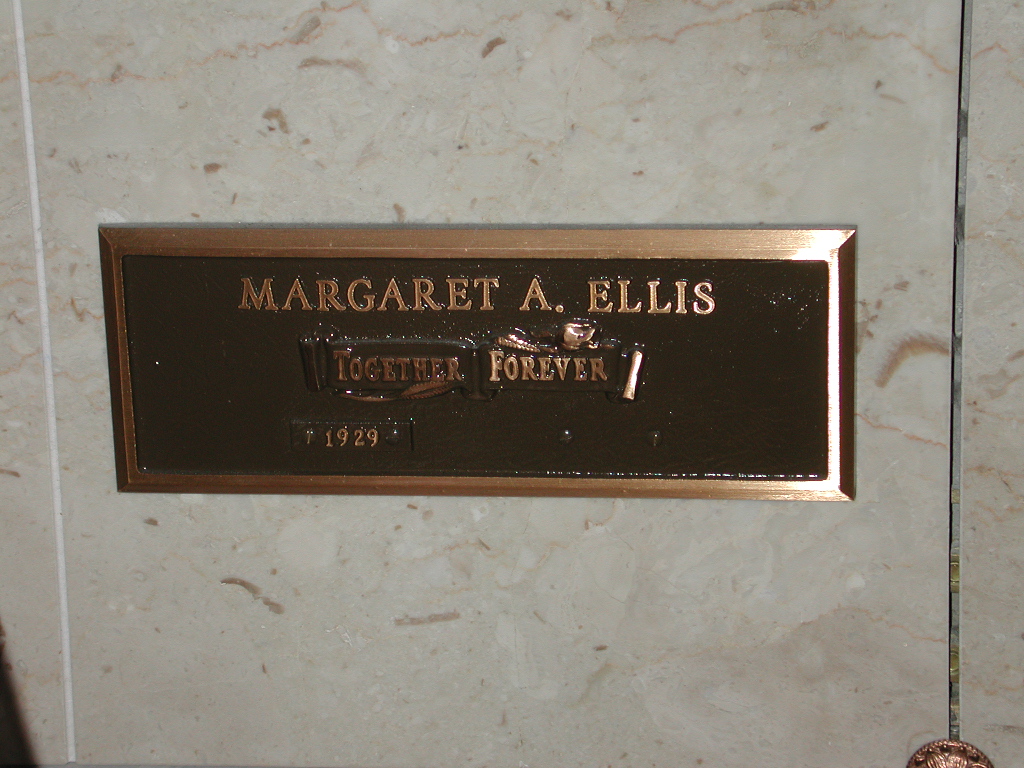 MARGARET A. ELLIS
TOGETHER FOREVER
1929